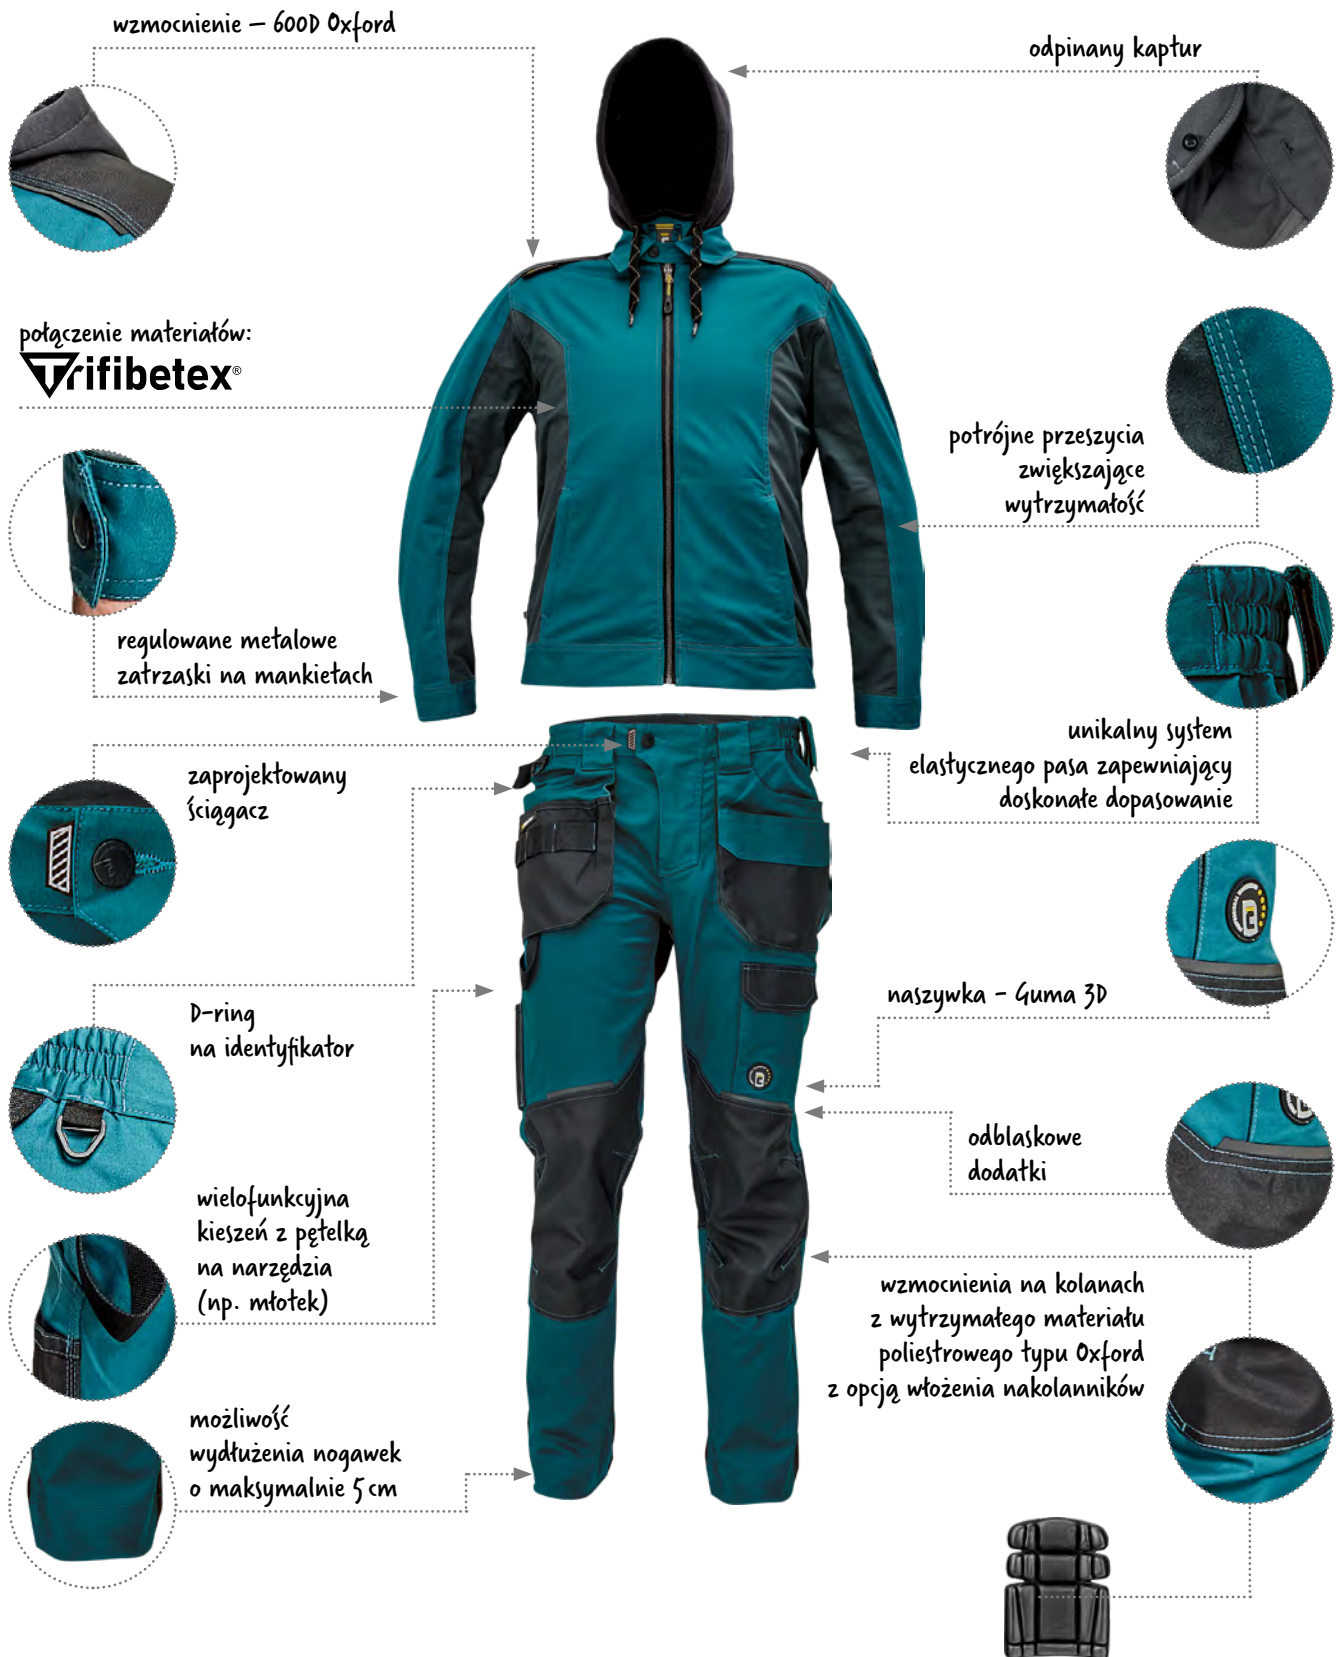 wzmocnienie – 600D Oxford
odpinany kaptur
połączenie materiałów:
Trifibetex®
potrójne przeszycia
zwiększające
wytrzymałość
regulowane metalowe
zatrzaski na mankietach
unikalny system
elastycznego pasa zapewniający
doskonałe dopasowanie
zaprojektowany
ściągacz
naszywka - Guma 3D
D-ring
na identyfikator
odblaskowe
dodatki
wielofunkcyjna
kieszeń z pętelką
na narzędzia
(np. młotek)
wzmocnienia na kolanach
z wytrzymałego materiału
poliestrowego typu Oxford
z opcją włożenia nakolanników
możliwość
wydłużenia nogawek
o maksymalnie 5 cm